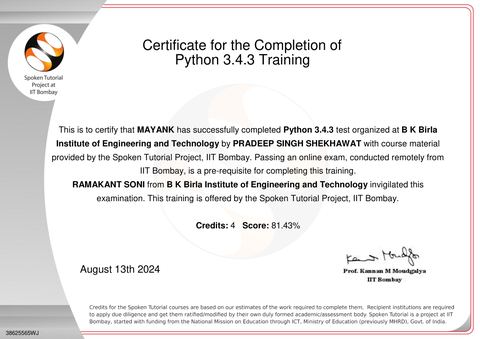 Spoken Tutorial
Project at
IIT Bombay
Certificate for the Completion of
Python 3.4.3 Training
This is to certify that MAYANK has successfully completed Python 3.4.3 test organized at B K Birla
Institute of Engineering and Technology by PRADEEP SINGH SHEKHAWAT with course material
provided by the Spoken Tutorial Project, IIT Bombay. Passing an online exam, conducted remotely from
IIT Bombay, is a pre-requisite for completing this training.
RAMAKANT SONI from B K Birla Institute of Engineering and Technology invigilated this
examination. This training is offered by the Spoken Tutorial Project, IIT Bombay.
Credits: 4 Score: 81.43%
August 13th 2024
Prof. Kannan M Moudgalya
IIT Bombay
Credits for the Spoken Tutorial courses are based on our estimates of the work required to complete them. Recipient institutions are required
to apply due diligence and get them ratified/modified by their own duly formed academic/assessment body. Spoken Tutorial is a project at IIT
Bombay, started with funding from the National Mission on Education through ICT, Ministry of Education (previously MHRD), Govt. of India.
38625565WJ